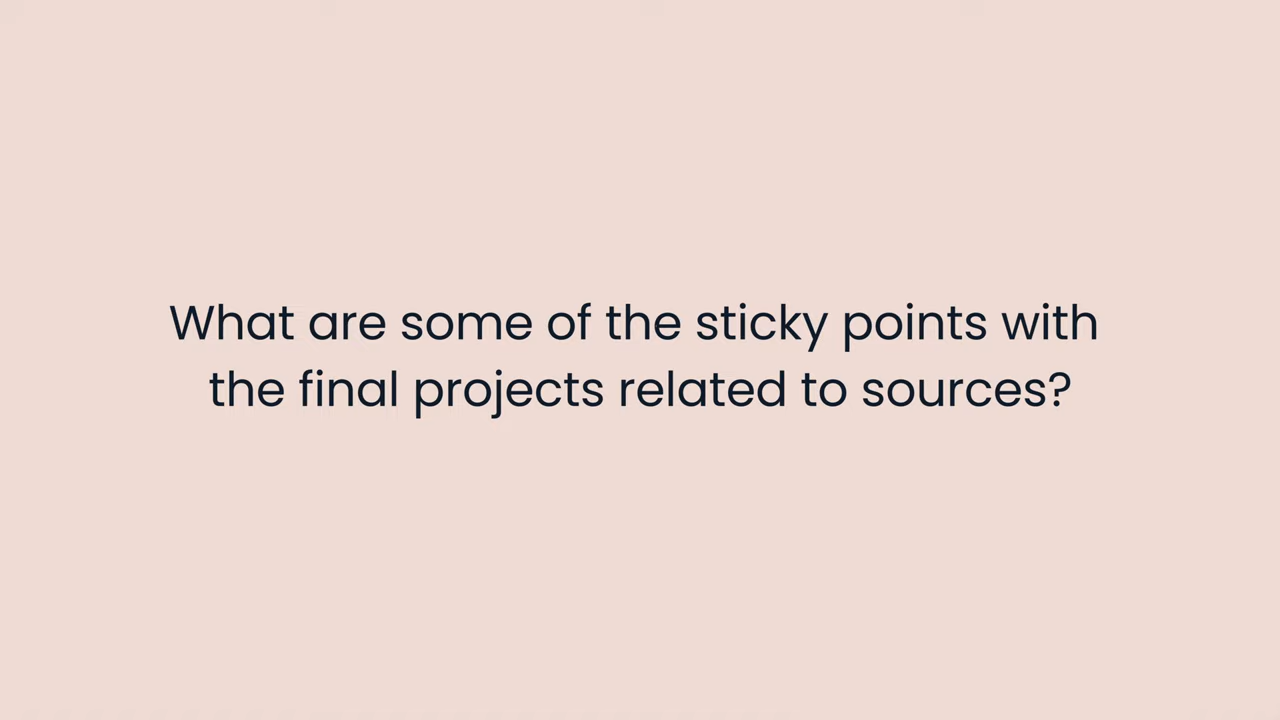 What are some of the sticky points with
the final projects related to sources?